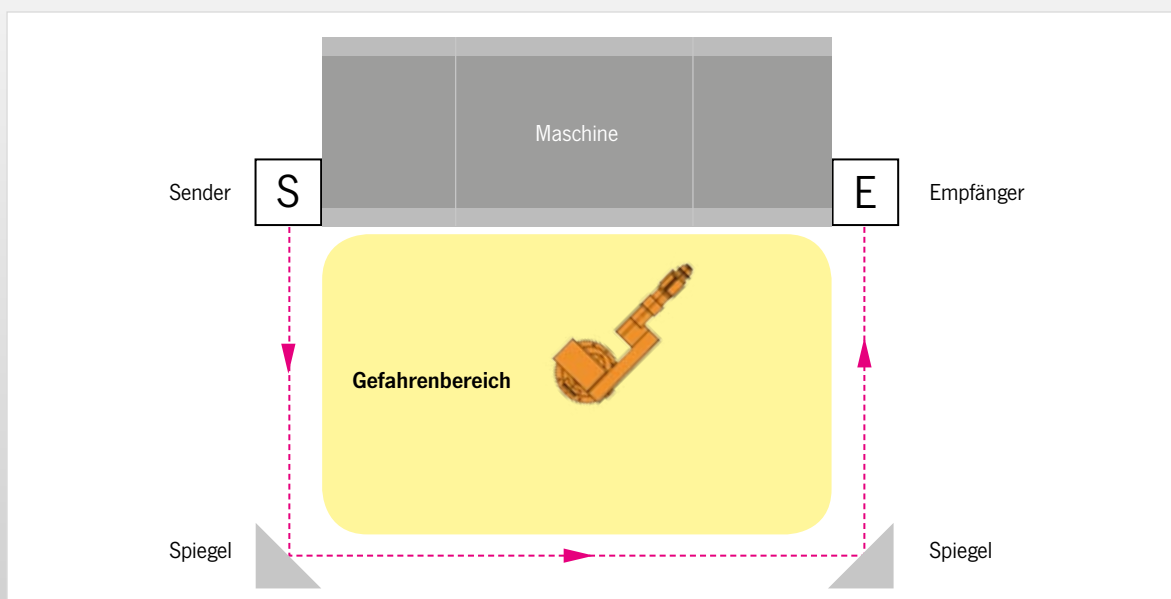 Maschine
Sender
S
E
Empfänger
Gefahrenbereich
Spiegel
Spiegel